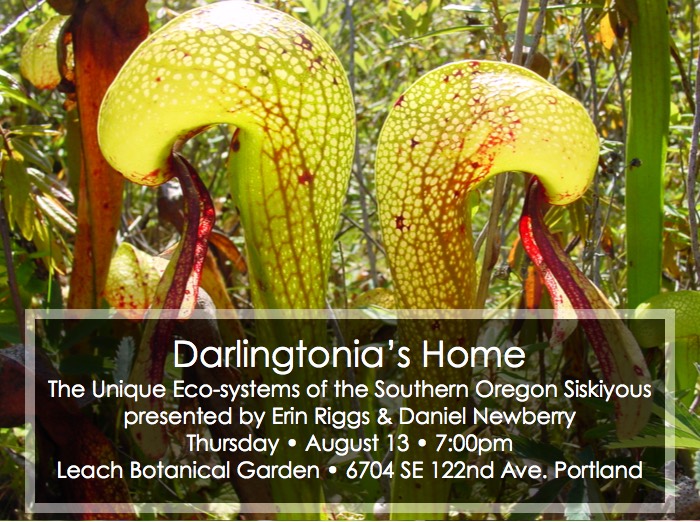 Darlingtonia's Home
The Unique Eco-systems of the Southern Oregon Siskiyous
presented by Erin Riggs & Daniel Newberry
Thursday • August 13 • 7:00pm
Leach Botanical Garden • 6704 SE 122nd Ave. Portland